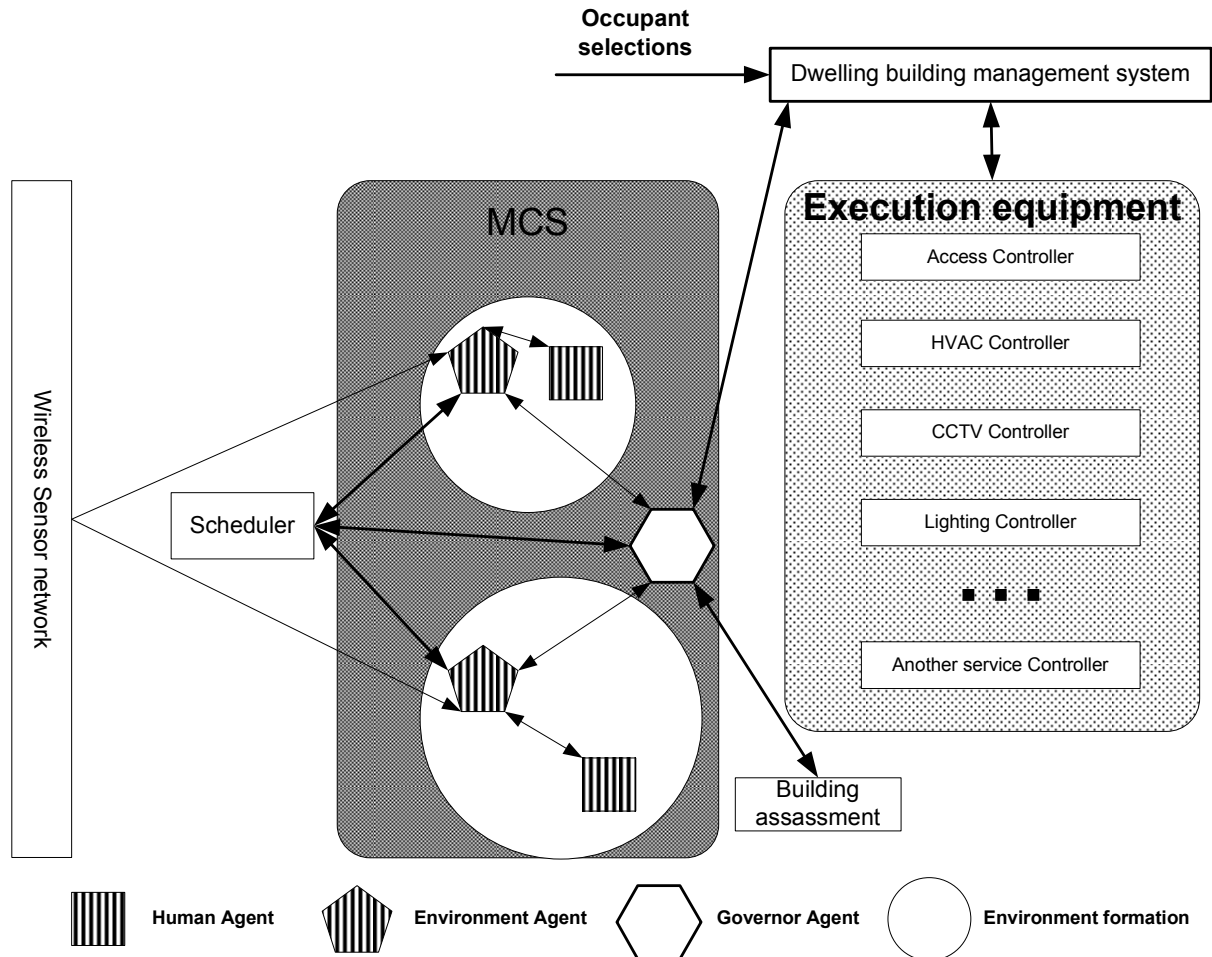 Occupant
selections
Dwelling building management system
Wireless Sensor network
MCS
Execution equipment
Access Controller
HVAC Controller
CCTV Controller
Scheduler
Lighting Controller
Another service Controller
Building
assassment
Human Agent
Environment Agent
Governor Agent
Environment formation